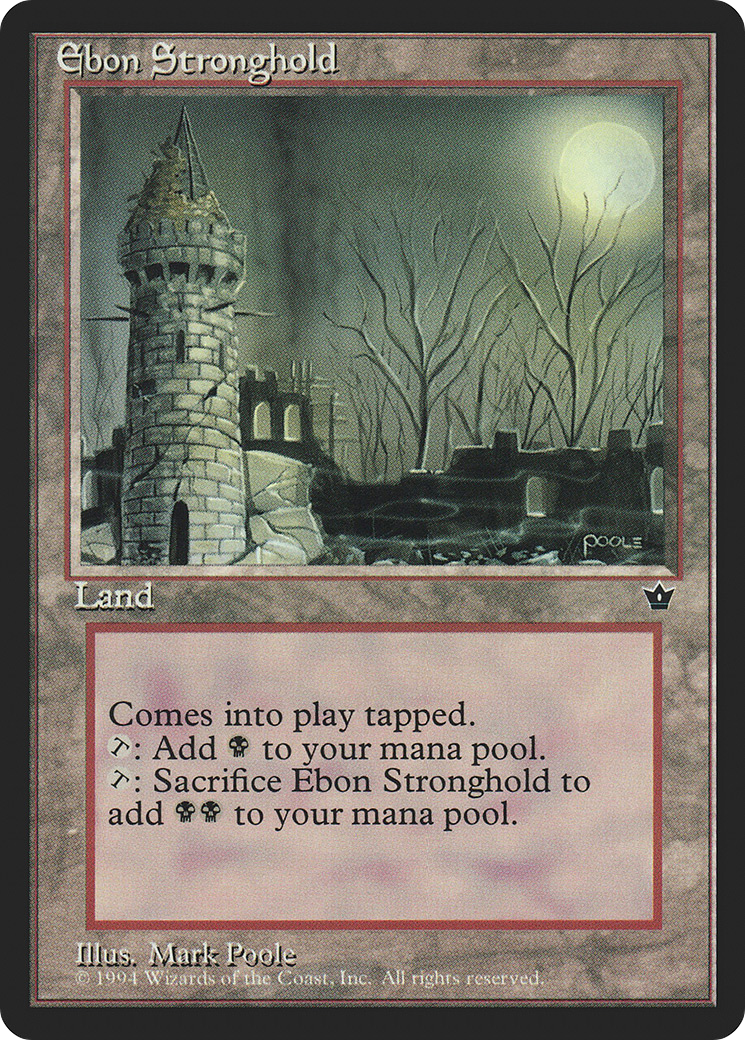 Ebon Stronghold
POOLE
Land
Comes into play tapped.
T: Add to your mana pool.
T: Sacrifice Ebon Stronghold to
add to your mana pool.
Illus. Mark Poole
© 1994 Wizards of the Coast, Inc. All rights reserved.